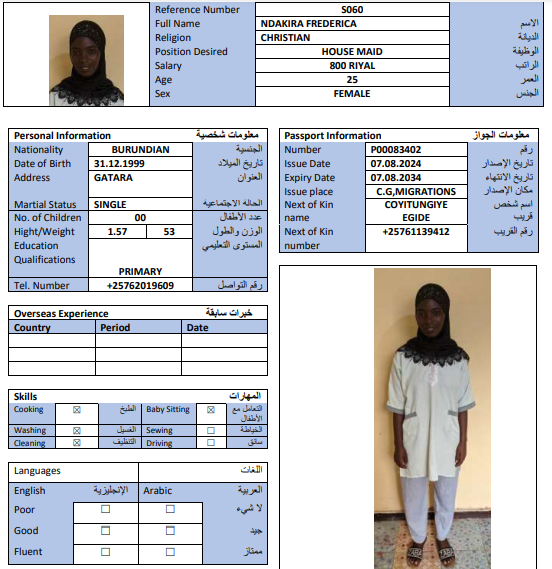 Reference Number S060
Full Name NDAKIRA FREDERICA الاسم
Religion CHRISTIAN الديانة
Position Desired HOUSE MAID الوظيفة
Salary 800 RIYAL الراتب
Age 25 العمر
Sex FEMALE الجنس
Personal Information معلومات شخصية
Nationality BURUNDIAN الجنسية
Date of Birth 31.12.1999 تاريخ الميلاد
Address GATARA العنوان
Martial Status SINGLE الحالة الاجتماعية
No. of Children 00 عدد الأطفال
Hight/Weight 1.57 53 الوزن والطول
Education المستوى التعليمي
Qualifications
PRIMARY
Tel. Number +25762019609 رقم التواصل
Passport Information معلومات الجواز
Number P00083402 رقم
Issue Date 07.08.2024 تاريخ الإصدار
Expiry Date 07.08.2034 تاريخ الانتهاء
Issue place C.G,MIGRATIONS مكان الإصدار
Next of Kin COYITUNGIYE اسم شخص
name EGIDE قريب
Next of Kin +25761139412 رقم القريب
number
Overseas Experience خبرات سابقة
Country Period Date
Skills المهارات
Cooking ☒ الطبخ Baby Sitting ☒ التعامل مع
الأطفال
Washing ☒ الغسيل Sewing ☐ الخياطة
Cleaning ☒ التنظيف Driving ☐ سائق
Languages اللغات
English الإنجليزية Arabic العربية
Poor ☐ ☐ لا شيء
Good ☐ ☐ جيد
Fluent ☐ ☐ ممتاز